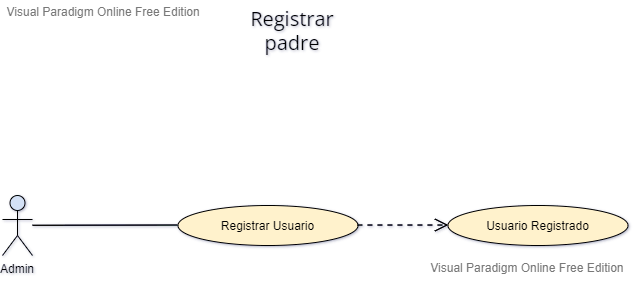 Visual Paradigm Online Free Edition
Registrar
padre
Registrar Usuario
Usuario Registrado
Admin
Visual Paradigm Online Free Edition